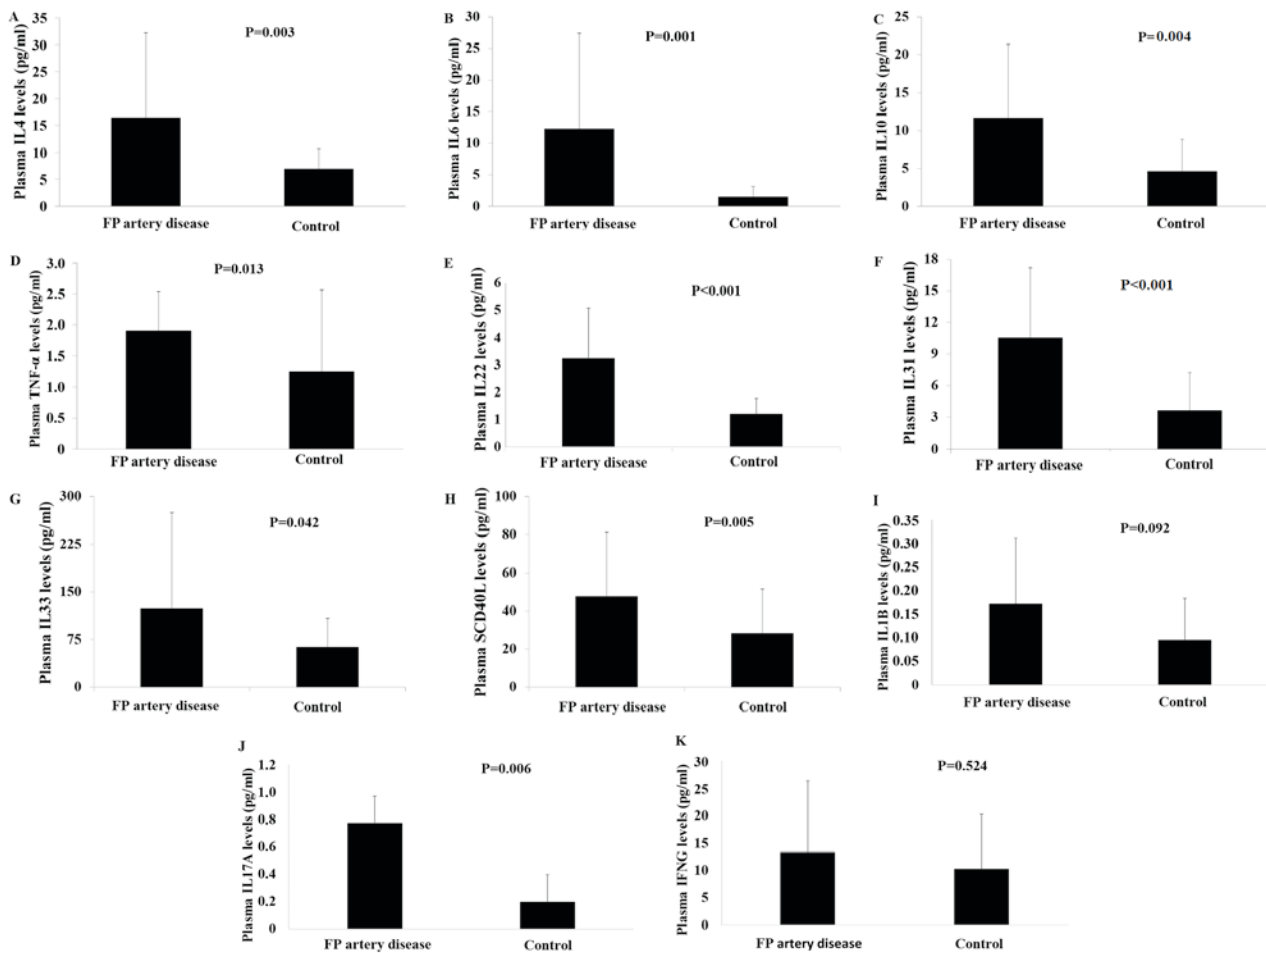 A
Plasma IL4 levels (pg/ml)
35
30
25
20
15
10
5
0
P=0.003
FP artery disease
Control
B
Plasma IL6 levels (pg/ml)
30
25
20
15
10
5
0
P=0.001
FP artery disease
Control
C
Plasma IL10 levels (pg/ml)
25
20
15
10
5
0
P=0.004
FP artery disease
Control
D
Plasma TNF-α levels (pg/ml)
3.0
2.5
2.0
1.5
1.0
0.5
0
P=0.013
FP artery disease
Control
E
Plasma IL22 levels (pg/ml)
6
5
4
3
2
1
0
P<0.001
FP artery disease
Control
F
Plasma IL31 levels (pg/ml)
18
15
12
9
6
3
0
P<0.001
FP artery disease
Control
G
Plasma IL33 levels (pg/ml)
300
225
150
75
0
P=0.042
FP artery disease
Control
H
Plasma SCD40L levels (pg/ml)
100
80
60
40
20
0
P=0.005
FP artery disease
Control
I
Plasma IL1B levels (pg/ml)
0.35
0.30
0.25
0.20
0.15
0.10
0.05
0
P=0.092
FP artery disease
Control
J
Plasma IL17A levels (pg/ml)
1.2
1.0
0.8
0.6
0.4
0.2
0
P=0.006
FP artery disease
Control
K
Plasma IFNG levels (pg/ml)
30
25
20
15
10
5
0
P=0.524
FP artery disease
Control